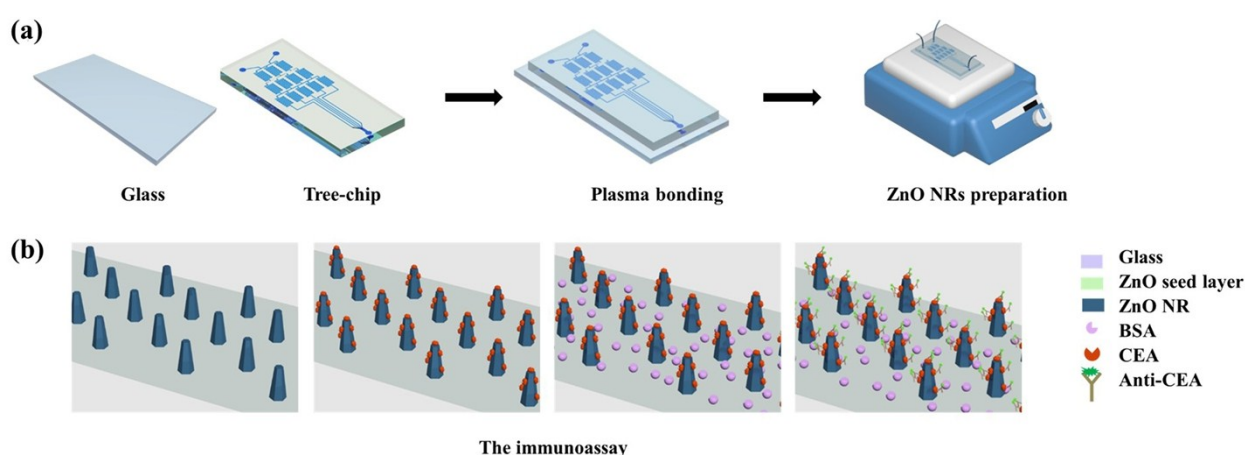 (a)
Glass
Tree-chip
Plasma bonding
ZnO NRs preparation
(b)
Glass
ZnO seed layer
ZnO NR
BSA
CEA
Anti-CEA
The immunoassay